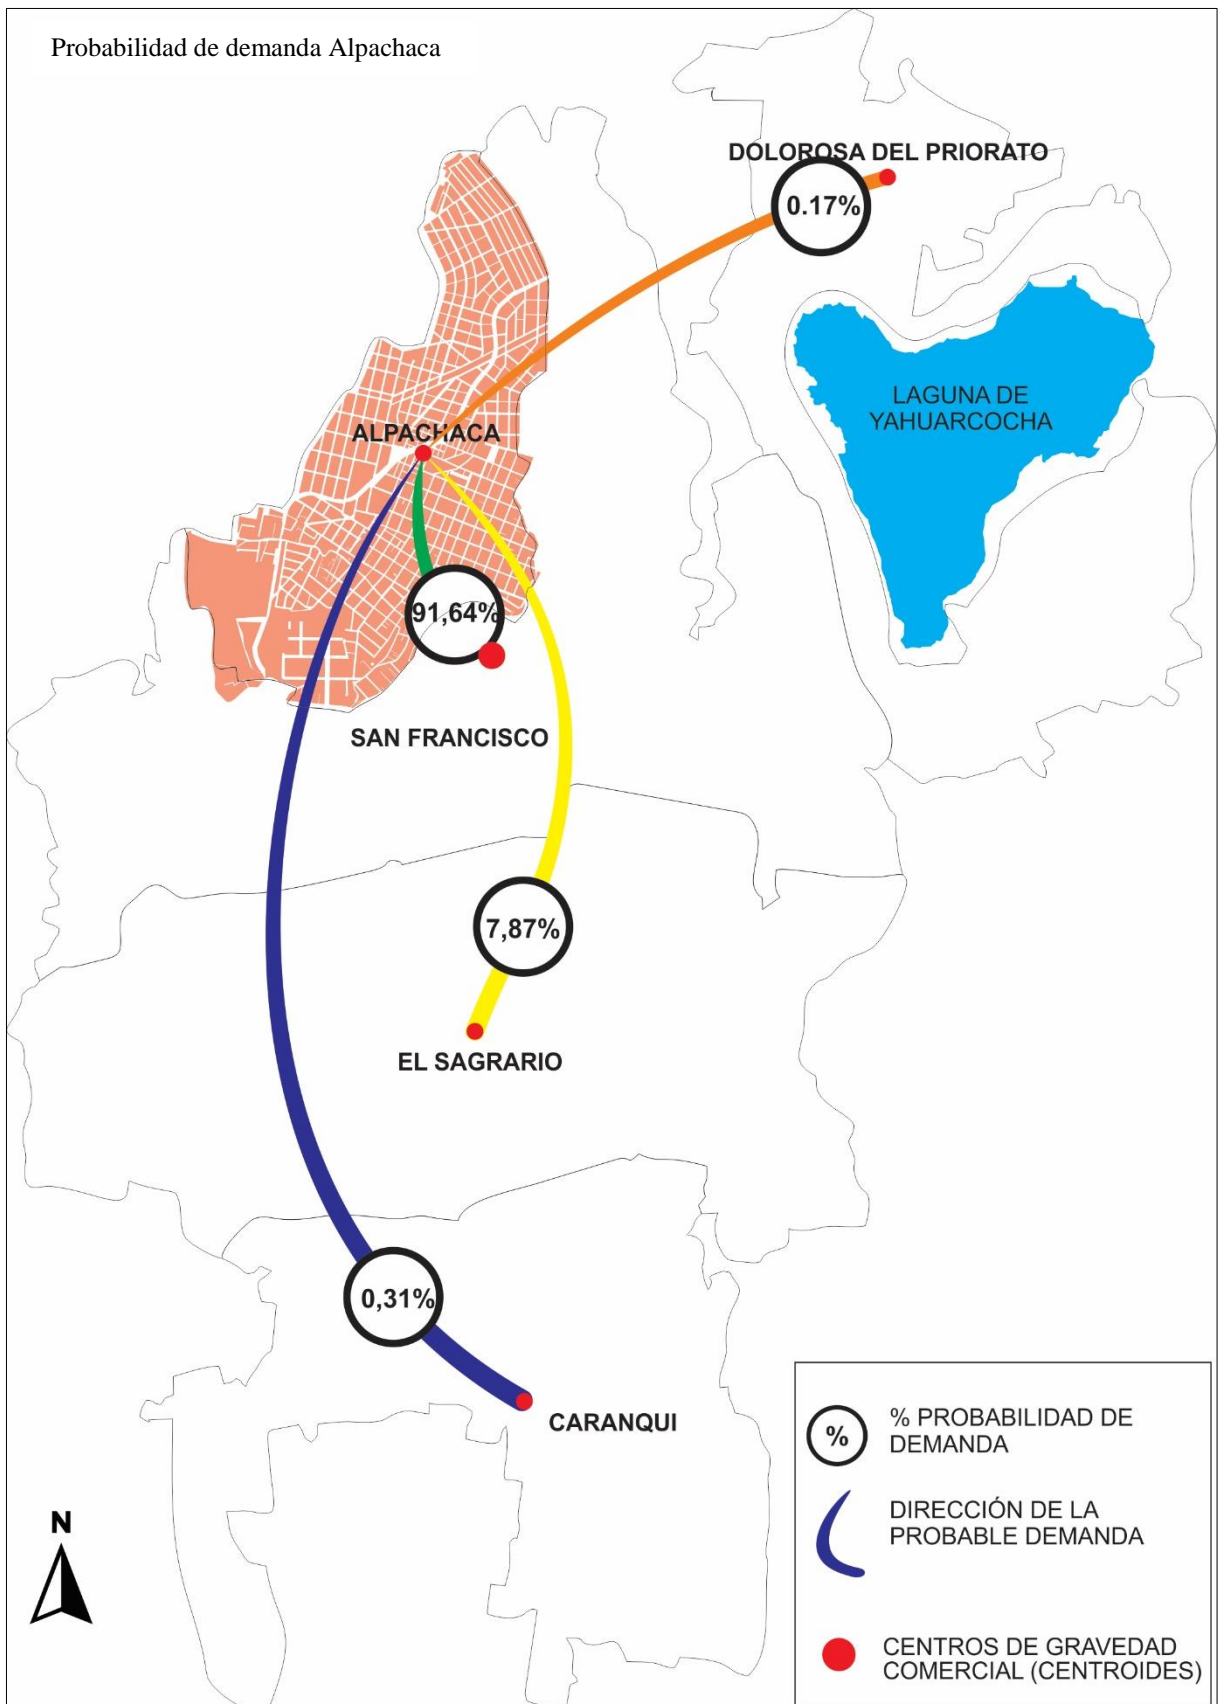 Probabilidad de demanda Alpachaca
DOLOROSA DEL PRIORATO
0.17%
LAGUNA DE
YAHUARCOCHA
ALPACHACA
91,64%
SAN FRANCISCO
7,87%
EL SAGRARIO
0,31%
CARANQUI
N
%
% PROBABILIDAD DE
DEMANDA
DIRECCIÓN DE LA
PROBABLE DEMANDA
CENTROS DE GRAVEDAD
COMERCIAL (CENTROIDES)